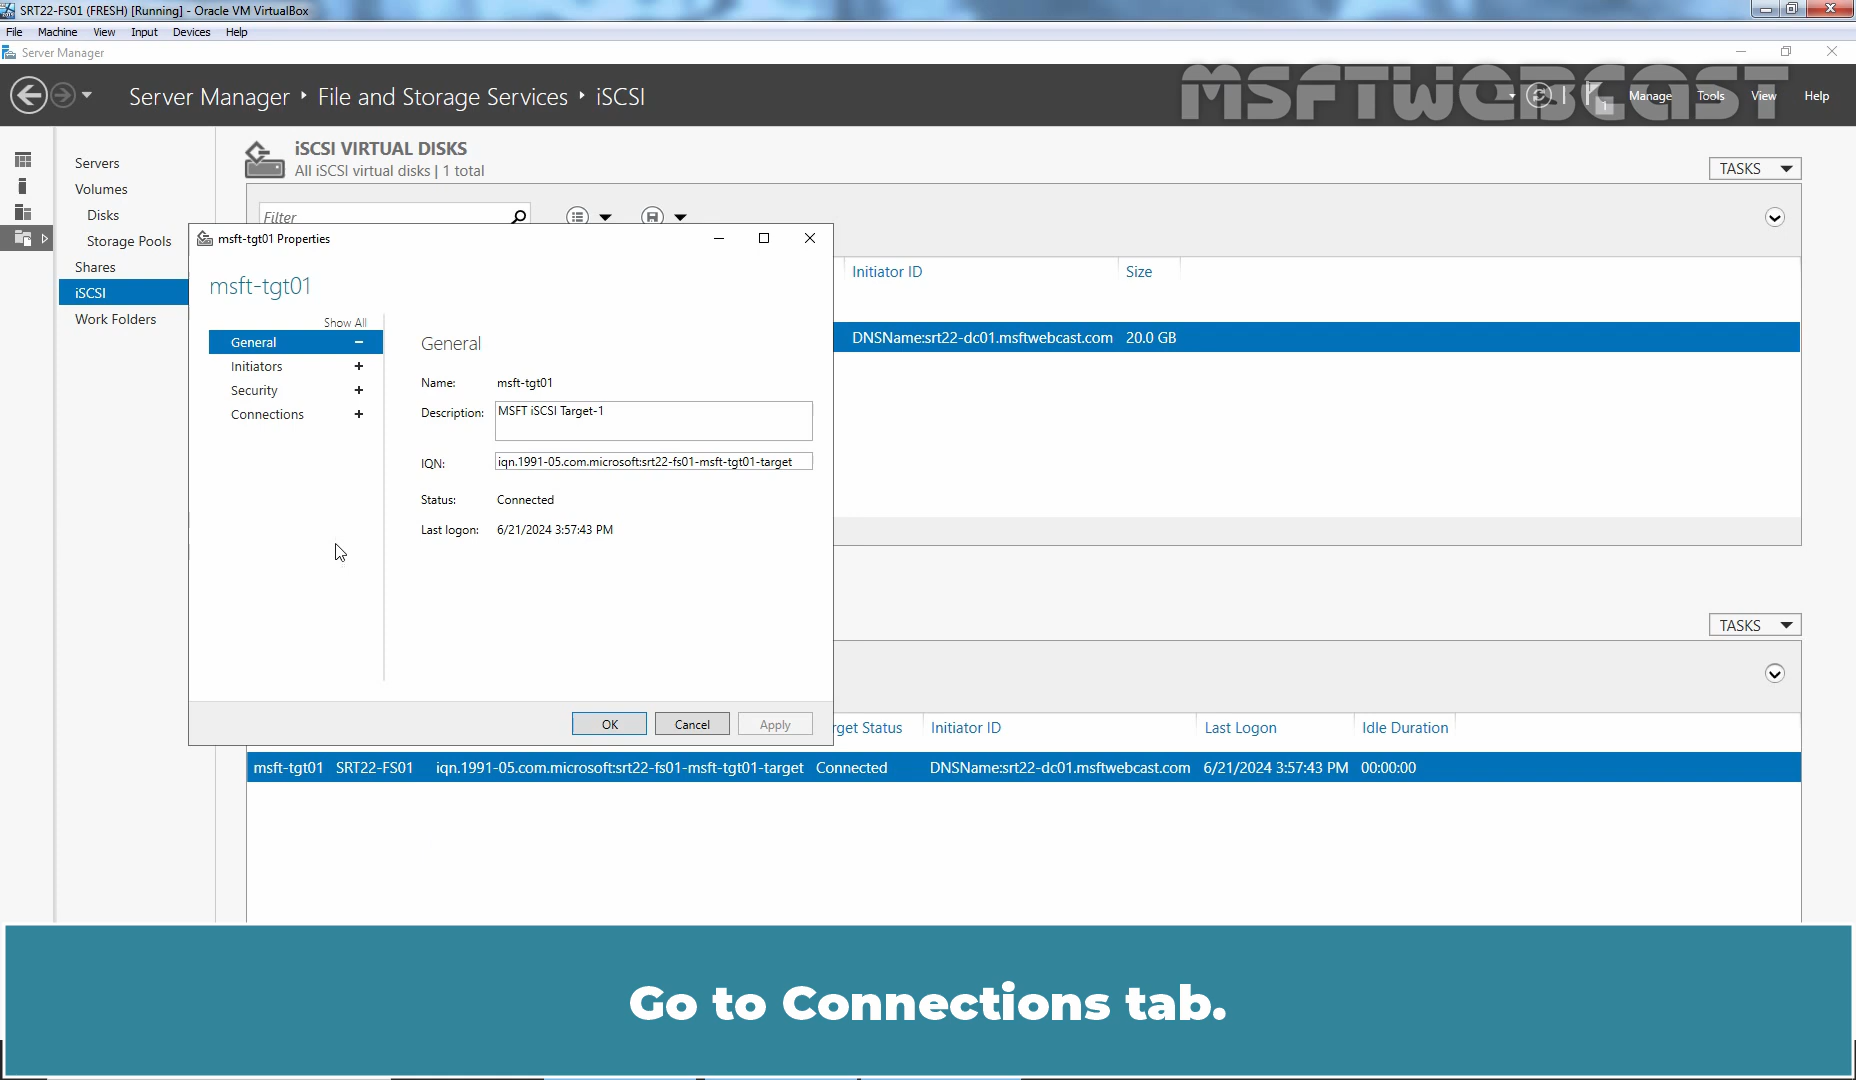 SRT22-FS01 (FRESH) [Running] - Oracle VM VirtualBox
File Machine View Input Devices Help
Server Manager
Server Manager File and Storage Services iSCSI
MSFTWEBCAST
1
Manage Tools View Help
Servers
Volumes
Disks
Storage Pools
Shares
iSCSI
Work Folders
iSCSI VIRTUAL DISKS
All iSCSI virtual disks | 1 total
TASKS
Filter
Initiator ID Size
DNSName:srt22-dc01.msftwebcast.com 20.0 GB
msft-tgt01 Properties
msft-tgt01
Show All
General −
Initiators +
Security +
Connections +
General
Name: msft-tgt01
Description: MSFT iSCSI Target-1
IQN: iqn.1991-05.com.microsoft:srt22-fs01-msft-tgt01-target
Status: Connected
Last logon: 6/21/2024 3:57:43 PM
OK Cancel Apply
TASKS
rget Status Initiator ID Last Logon Idle Duration
msft-tgt01 SRT22-FS01 iqn.1991-05.com.microsoft:srt22-fs01-msft-tgt01-target Connected DNSName:srt22-dc01.msftwebcast.com 6/21/2024 3:57:43 PM 00:00:00
Go to Connections tab.